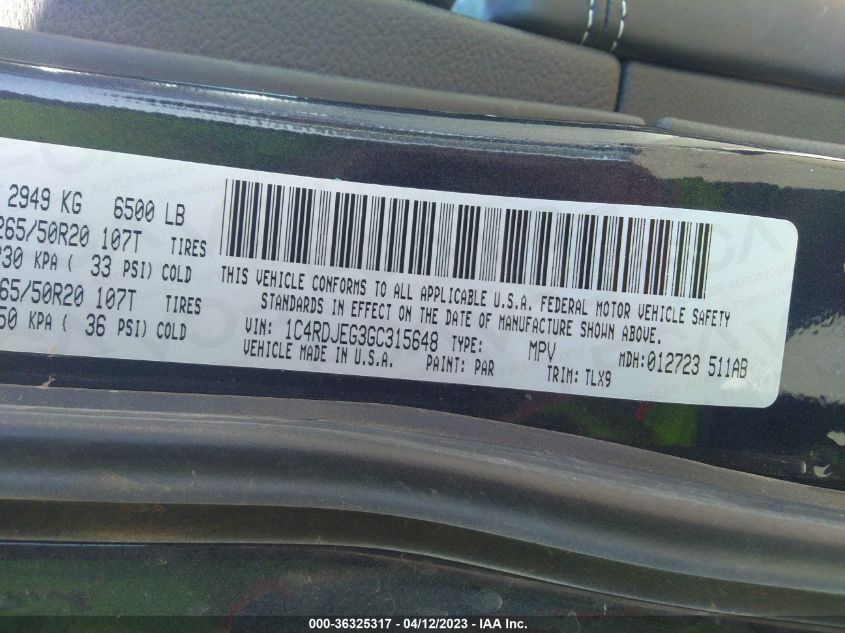 2949 KG 6500 LB
265/50R20 107T TIRES
230 KPA ( 33 PSI) COLD
265/50R20 107T TIRES
250 KPA ( 36 PSI) COLD
THIS VEHICLE CONFORMS TO ALL APPLICABLE U.S.A. FEDERAL MOTOR VEHICLE SAFETY
STANDARDS IN EFFECT ON THE DATE OF MANUFACTURE SHOWN ABOVE.
VIN: 1C4RDJEG3GC315648 TYPE: MPV MDH:012723 511AB
VEHICLE MADE IN U.S.A. PAINT: PAR TRIM: TLX9
000-36325317 - 04/12/2023 - IAA Inc.